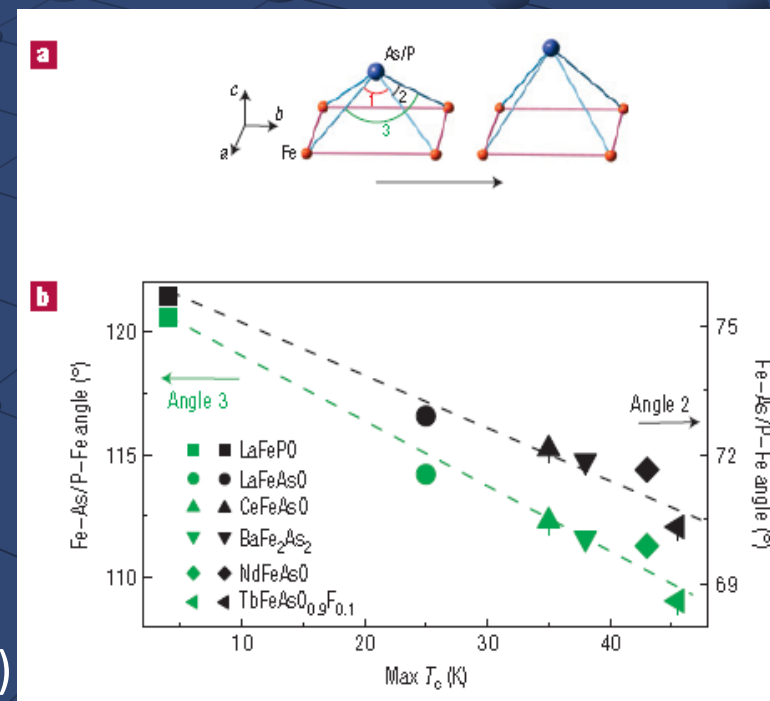 a
As/P
c
b
a
1
2
3
Fe
b
Fe–As/P–Fe angle (°)
120
115
110
Angle 3
Angle 2
LaFePO
LaFeAsO
CeFeAsO
BaFe₂As₂
NdFeAsO
TbFeAsO₀.₉F₀.₁
75
72
69
Fe–As/P–Fe angle (°)
10 20 30 40
Max Tc (K)
)